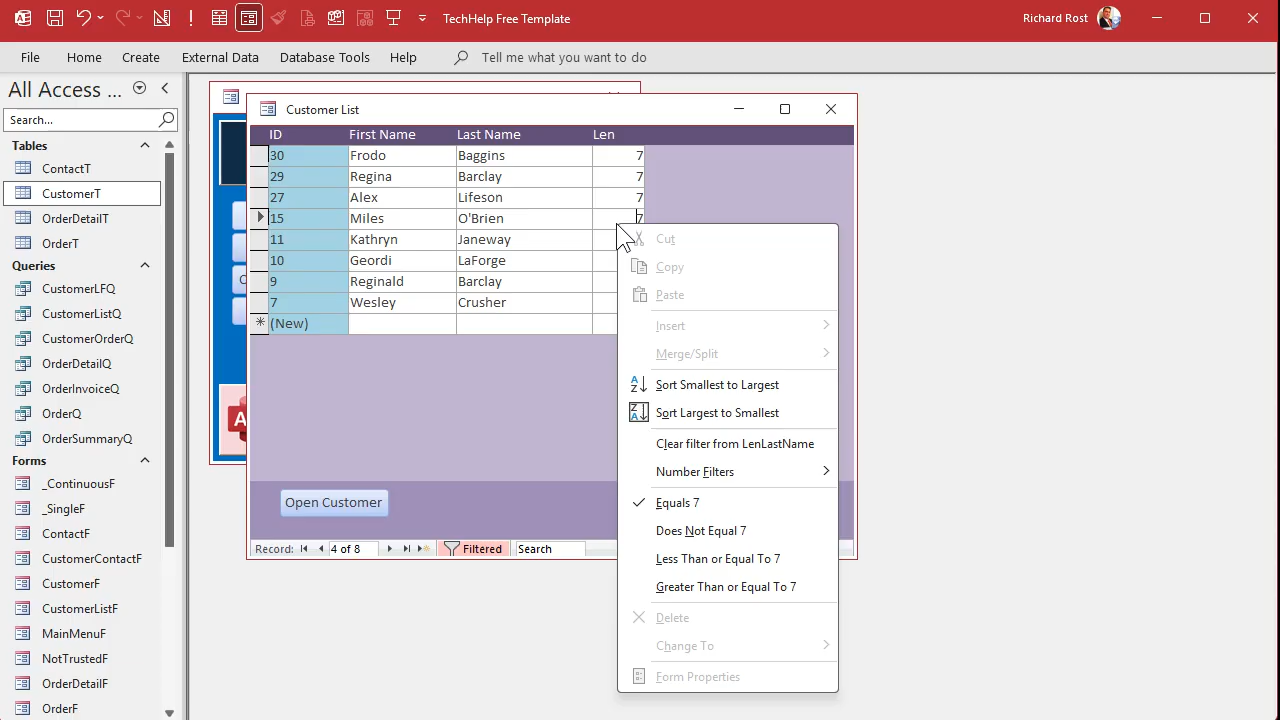 TechHelp Free Template
Richard Rost
File
Home
Create
External Data
Database Tools
Help
Tell me what you want to do
All Access ...
Search...
Tables
ContactT
CustomerT
OrderDetailT
OrderT
Queries
CustomerLFQ
CustomerListQ
CustomerOrderQ
OrderDetailQ
OrderInvoiceQ
OrderQ
OrderSummaryQ
Forms
_ContinuousF
_SingleF
ContactF
CustomerContactF
CustomerF
CustomerListF
MainMenuF
NotTrustedF
OrderDetailF
OrderF
Customer List
ID First Name Last Name Len
30 Frodo Baggins 7
29 Regina Barclay 7
27 Alex Lifeson 7
15 Miles O'Brien 7
11 Kathryn Janeway
10 Geordi LaForge
9 Reginald Barclay
7 Wesley Crusher
(New)
Open Customer
Record: 4 of 8 Filtered Search
Cut
Copy
Paste
Insert
Merge/Split
Sort Smallest to Largest
Sort Largest to Smallest
Clear filter from LenLastName
Number Filters
Equals 7
Does Not Equal 7
Less Than or Equal To 7
Greater Than or Equal To 7
Delete
Change To
Form Properties